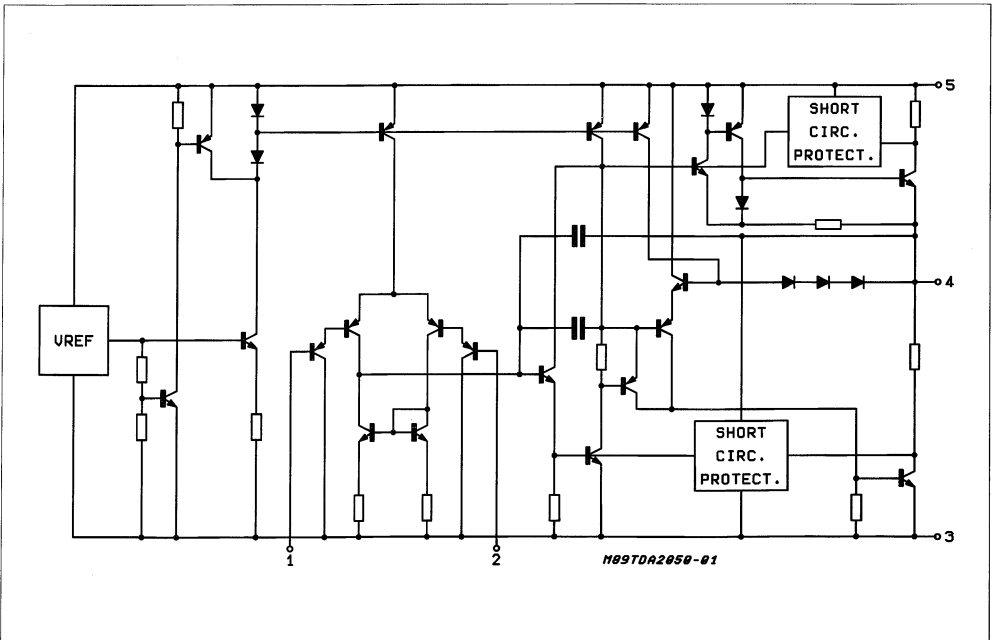 5
SHORT
CIRC.
PROTECT.
4
VREF
SHORT
CIRC.
PROTECT.
3
1
2
M89TDA2050-01